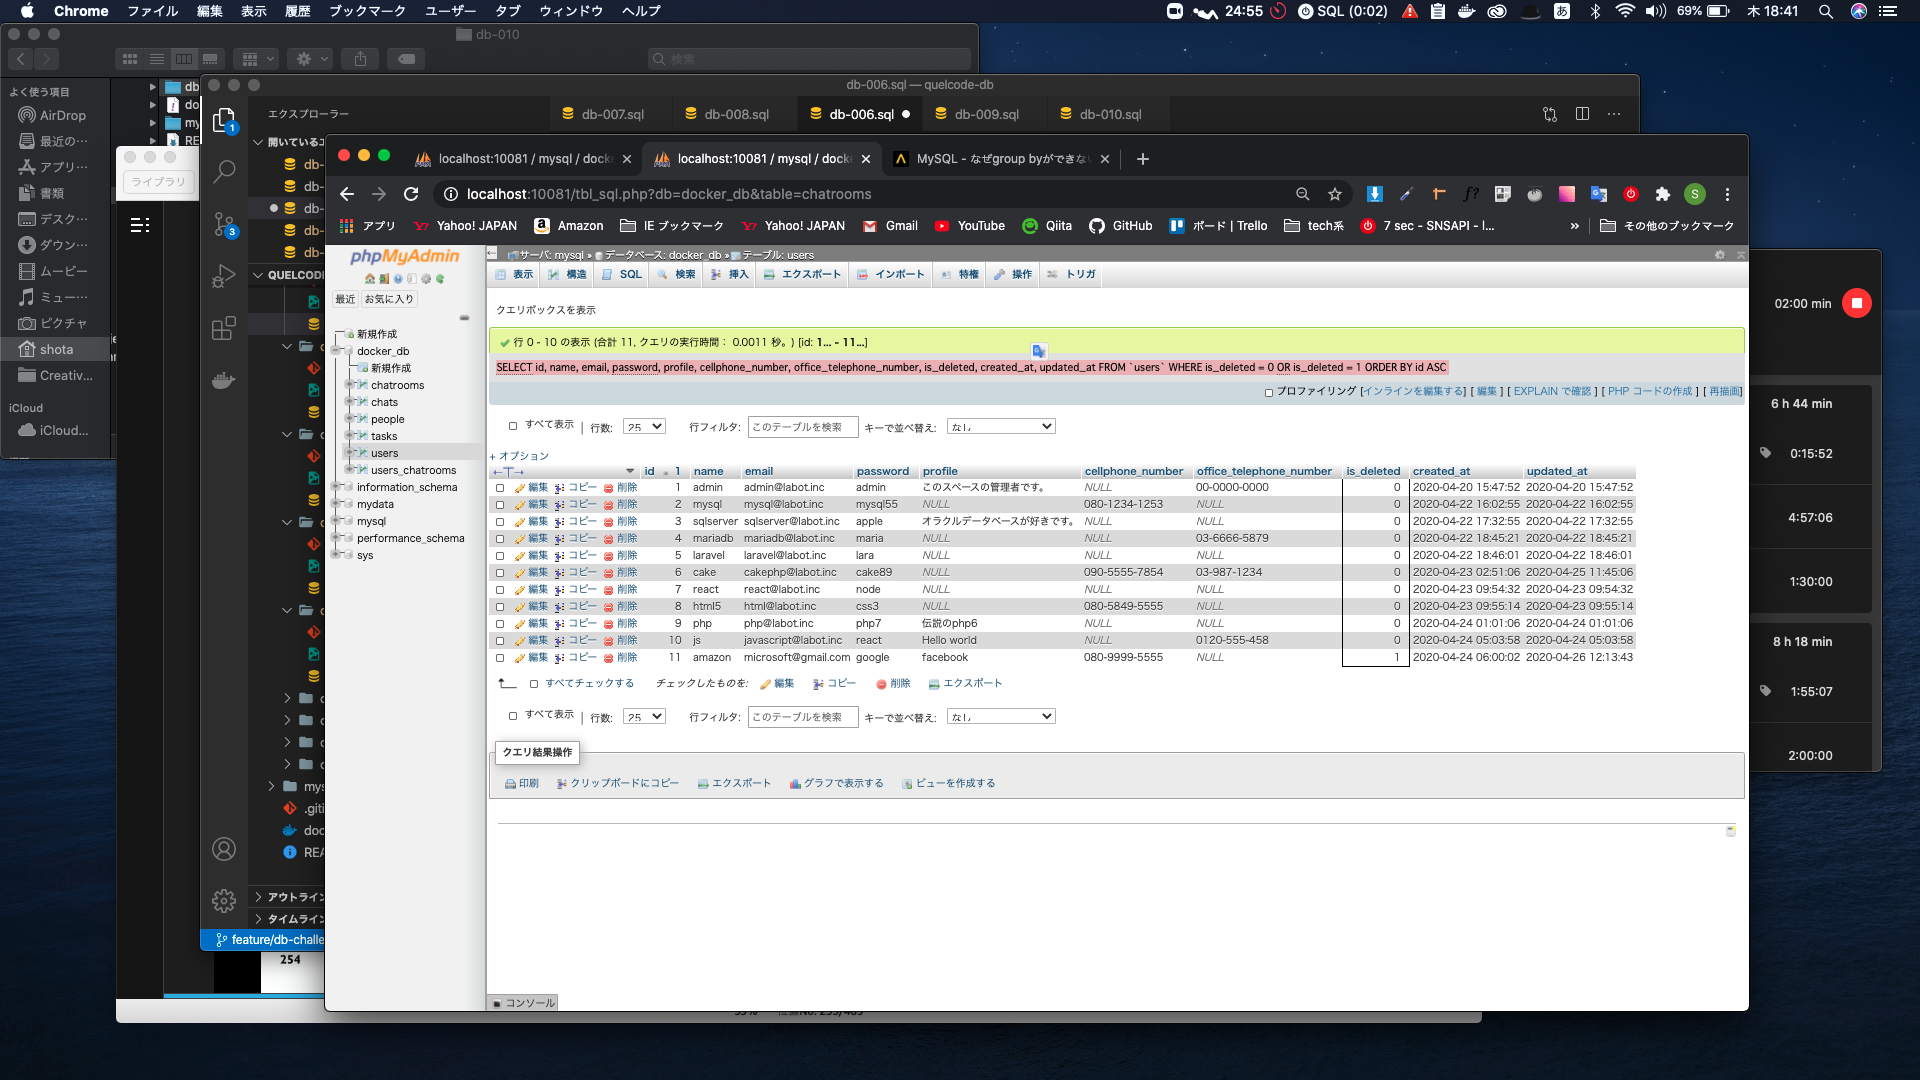 Chrome ファイル 編集 表示 履歴 ブックマーク ユーザー タブ ウィンドウ ヘルプ 24:55 SQL (0:02) 69% 木 18:41
db-010
検索
よく使う項目
AirDrop
最近の…
アプリ…
書類
デスク…
ダウン…
ムービー
ミュー…
ピクチャ
shota
Creativ…
iCloud
iCloud…
ライブラリ
db-006.sql — quelcode-db
エクスプローラー
db-007.sql db-008.sql db-006.sql db-009.sql db-010.sql
QUELCODE
アウトライン
タイムライン
feature/db-challe
254
localhost:10081 / mysql / docke
localhost:10081 / mysql / docke
MySQL - なぜgroup byができない
localhost:10081/tbl_sql.php?db=docker_db&table=chatrooms
アプリ Yahoo! JAPAN Amazon IE ブックマーク Yahoo! JAPAN Gmail YouTube Qiita GitHub ボード | Trello tech系 7 sec - SNSAPI - I... » その他のブックマーク
phpMyAdmin
最近 お気に入り
新規作成
docker_db
新規作成
chatrooms
chats
people
tasks
users
users_chatrooms
information_schema
mydata
mysql
performance_schema
sys
サーバ: mysql » データベース: docker_db » テーブル: users
表示 構造 SQL 検索 挿入 エクスポート インポート 特権 操作 トリガ
クエリボックスを表示
行 0 - 10 の表示 (合計 11, クエリの実行時間： 0.0011 秒。) [id: 1... - 11...]
SELECT id, name, email, password, profile, cellphone_number, office_telephone_number, is_deleted, created_at, updated_at FROM `users` WHERE is_deleted = 0 OR is_deleted = 1 ORDER BY id ASC
プロファイリング [インラインを編集する] [ 編集 ] [ EXPLAIN で確認 ] [ PHP コードの作成 ] [ 再描画]
すべて表示 | 行数: 25 行フィルタ: このテーブルを検索 キーで並べ替え: なし
+ オプション
←T→ id 1 name email password profile cellphone_number office_telephone_number is_deleted created_at updated_at
編集 コピー 削除 1 admin admin@labot.inc admin このスペースの管理者です。 NULL 00-0000-0000 0 2020-04-20 15:47:52 2020-04-20 15:47:52
編集 コピー 削除 2 mysql mysql@labot.inc mysql55 NULL 080-1234-1253 NULL 0 2020-04-22 16:02:55 2020-04-22 16:02:55
編集 コピー 削除 3 sqlserver sqlserver@labot.inc apple オラクルデータベースが好きです。 NULL NULL 0 2020-04-22 17:32:55 2020-04-22 17:32:55
編集 コピー 削除 4 mariadb mariadb@labot.inc maria NULL NULL 03-6666-5879 0 2020-04-22 18:45:21 2020-04-22 18:45:21
編集 コピー 削除 5 laravel laravel@labot.inc lara NULL NULL NULL 0 2020-04-22 18:46:01 2020-04-22 18:46:01
編集 コピー 削除 6 cake cakephp@labot.inc cake89 NULL 090-5555-7854 03-987-1234 0 2020-04-23 02:51:06 2020-04-25 11:45:06
編集 コピー 削除 7 react react@labot.inc node NULL NULL NULL 0 2020-04-23 09:54:32 2020-04-23 09:54:32
編集 コピー 削除 8 html5 html@labot.inc css3 NULL 080-5849-5555 NULL 0 2020-04-23 09:55:14 2020-04-23 09:55:14
編集 コピー 削除 9 php php@labot.inc php7 伝説のphp6 NULL NULL 0 2020-04-24 01:01:06 2020-04-24 01:01:06
編集 コピー 削除 10 js javascript@labot.inc react Hello world NULL 0120-555-458 0 2020-04-24 05:03:58 2020-04-24 05:03:58
編集 コピー 削除 11 amazon microsoft@gmail.com google facebook 080-9999-5555 NULL 1 2020-04-24 06:00:02 2020-04-26 12:13:43
すべてチェックする チェックしたものを: 編集 コピー 削除 エクスポート
すべて表示 | 行数: 25 行フィルタ: このテーブルを検索 キーで並べ替え: なし
クエリ結果操作
印刷 クリップボードにコピー エクスポート グラフで表示する ビューを作成する
コンソール
02:00 min
6 h 44 min
0:15:52
4:57:06
1:30:00
8 h 18 min
1:55:07
2:00:00